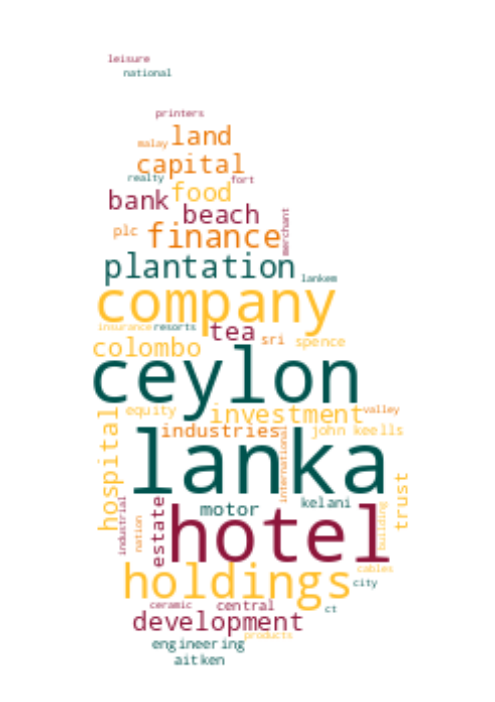 leisure
national
printers
malay land
capital
realty fort
bank food
beach
merchant
plc finance
plantation
lankem
company
insurance resorts
tea sri spence
colombo
ceylon
equity investment valley
hospital
industries john keells
international
lanka
trust
industrial
nation
estate
motor kelani
building
hotel
holdings cables
city
ceramic central ct
development
products
engineering
aitken